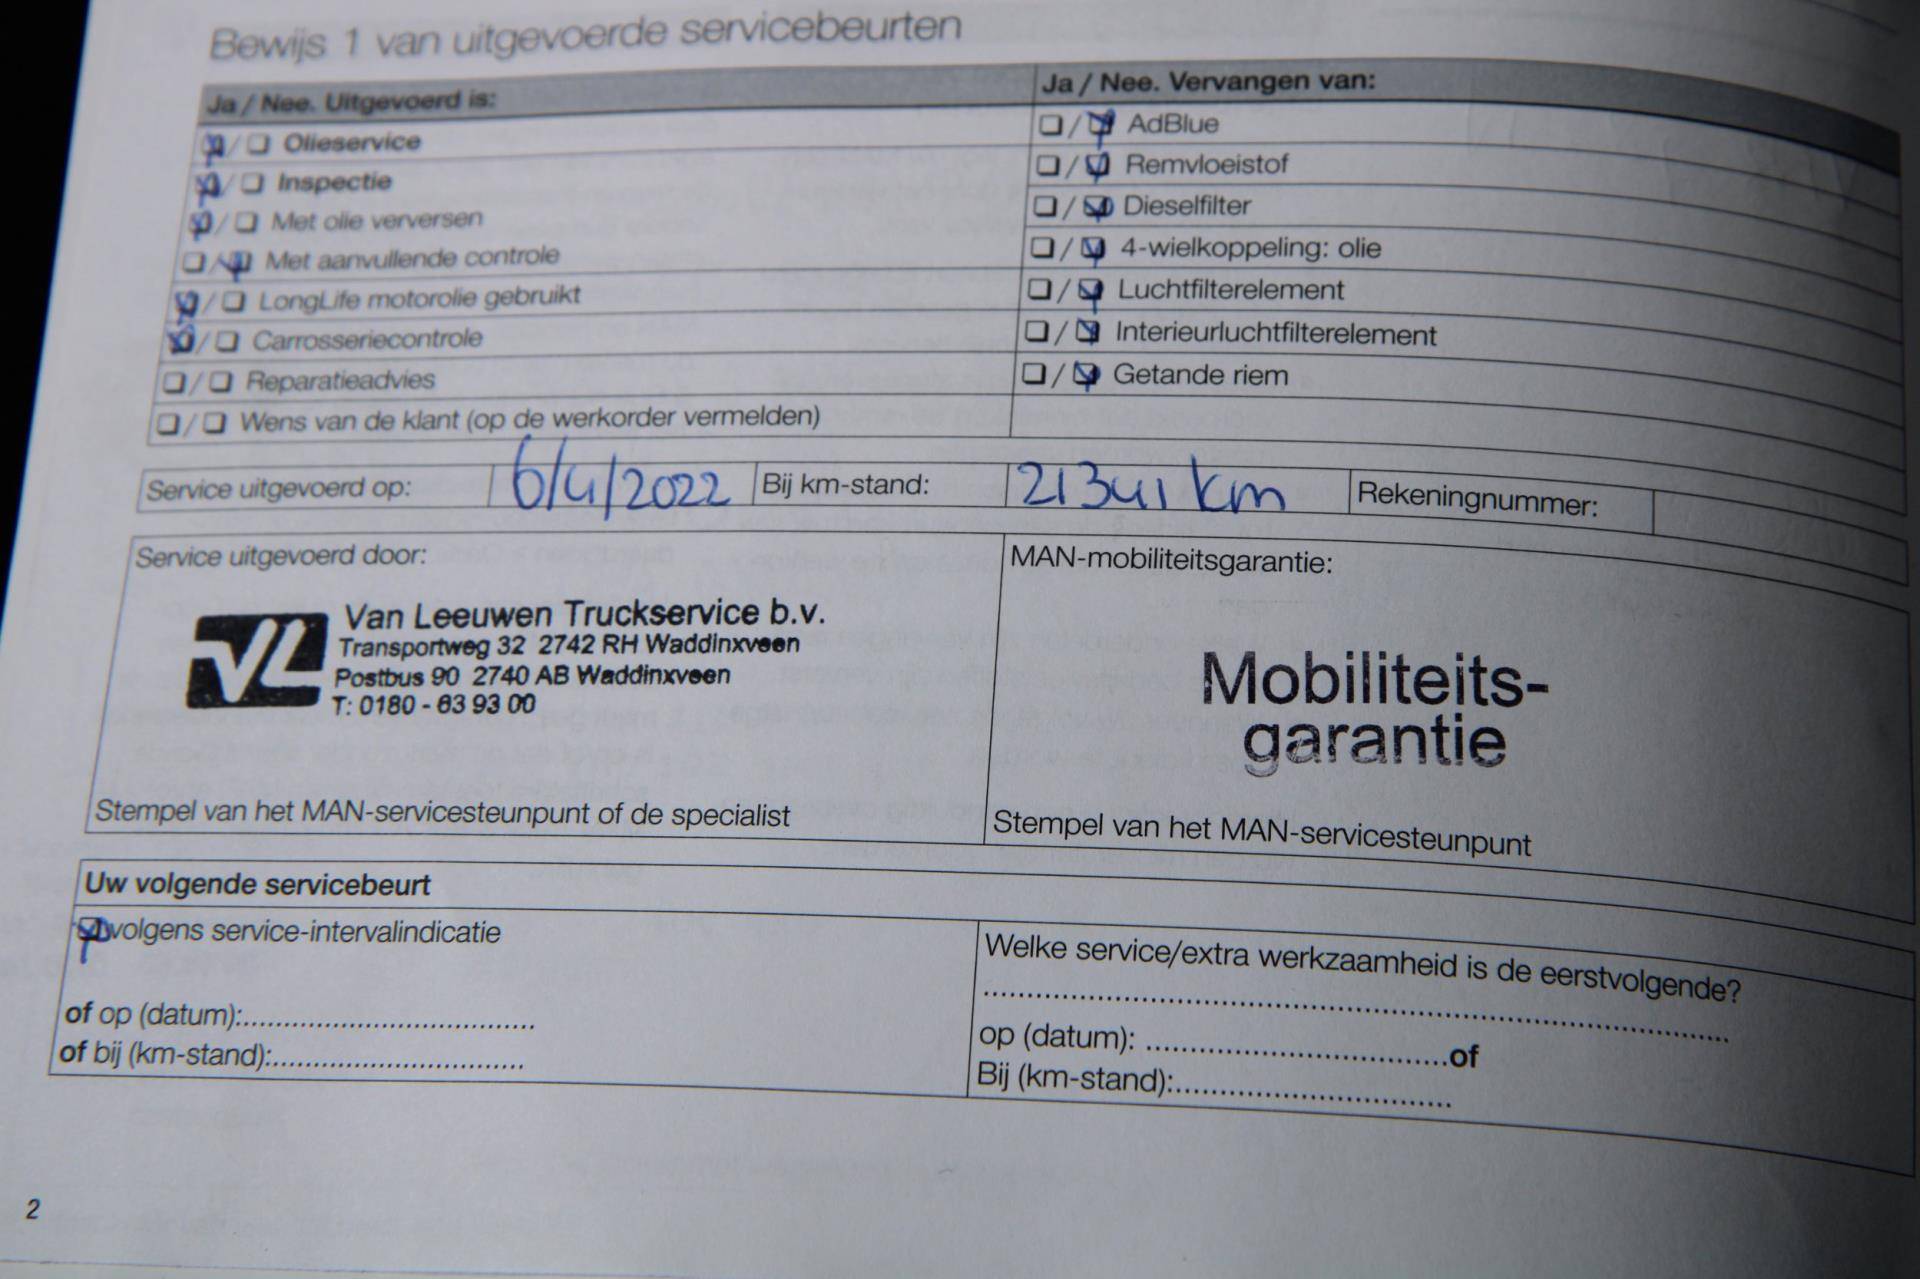 Bewijs 1 van uitgevoerde servicebeurten
Ja / Nee. Uitgevoerd is:
Olieservice
Inspectie
Met olie verversen
Met aanvullende controle
LongLife motorolie gebruikt
Carrosseriecontrole
Reparatieadvies
Wens van de klant (op de werkorder vermelden)
Ja / Nee. Vervangen van:
AdBlue
Remvloeistof
Dieselfilter
4-wielkoppeling: olie
Luchtfilterelement
Interieurluchtfilterelement
Getande riem
Service uitgevoerd op: 6/4/2022 Bij km-stand: 21341 km Rekeningnummer:
Service uitgevoerd door:
VL
Van Leeuwen Truckservice b.v.
Transportweg 32 2742 RH Waddinxveen
Postbus 90 2740 AB Waddinxveen
T: 0180 - 63 93 00
Stempel van het MAN-servicesteunpunt of de specialist
MAN-mobiliteitsgarantie:
Mobiliteits-
garantie
Stempel van het MAN-servicesteunpunt
Uw volgende servicebeurt
volgens service-intervalindicatie
of op (datum):
of bij (km-stand):
Welke service/extra werkzaamheid is de eerstvolgende?
op (datum): of
Bij (km-stand):
2